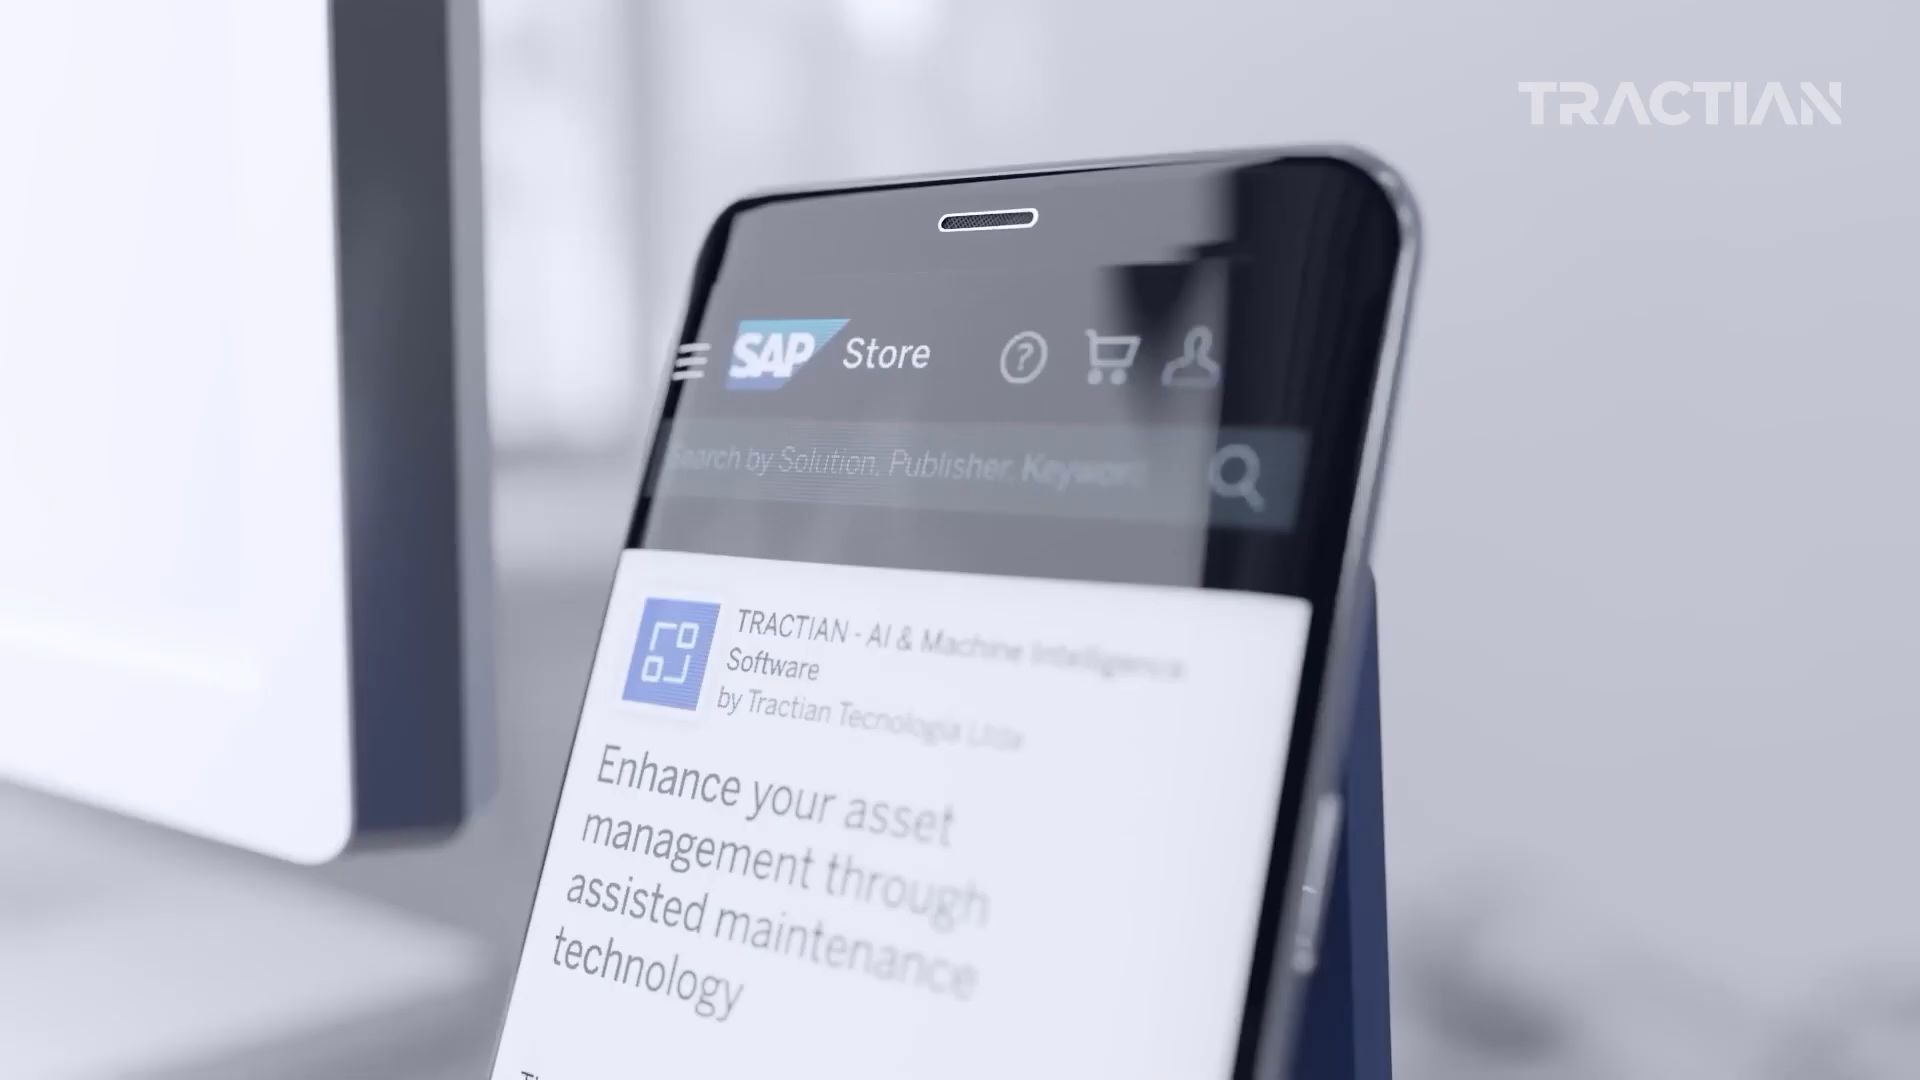 TRACTIAN
SAP Store
Search by Solution, Publisher, Keyword
TRACTIAN - AI & Machine Intelligence
Software
by Tractian Tecnologia Ltda
Enhance your asset
management through
assisted maintenance
technology